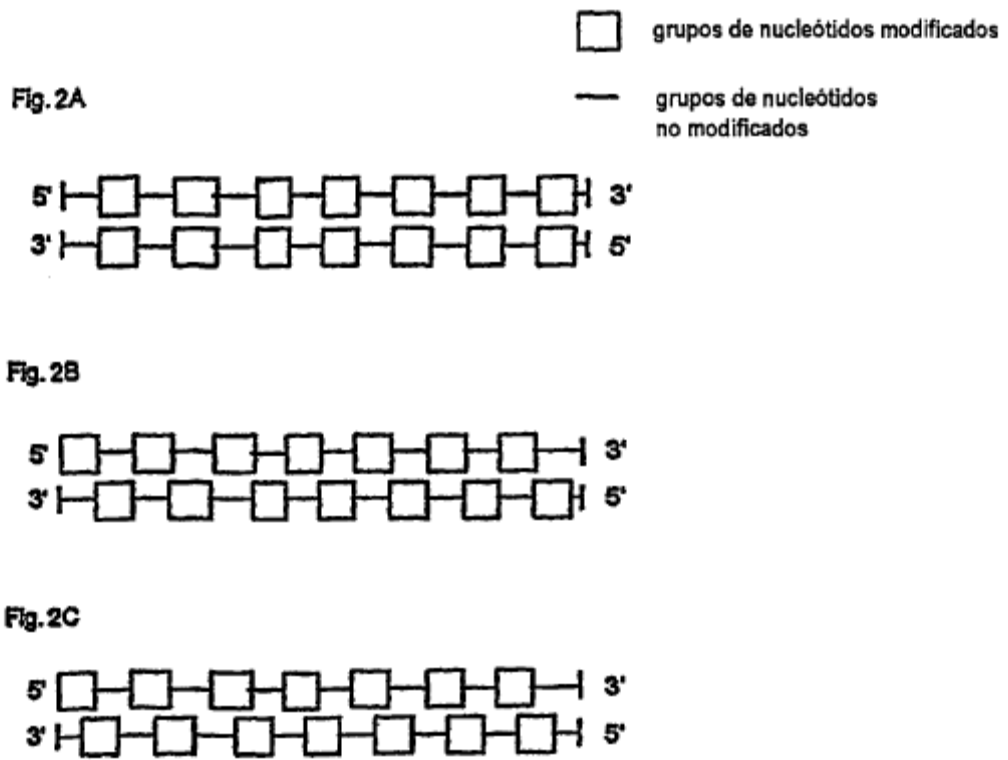 grupos de nucleótidos modificados
Fig. 2A
grupos de nucleótidos
no modificados
5' 3'
3' 5'
Fig. 2B
5' 3'
3' 5'
Fig. 2C
5' 3'
3' 5'